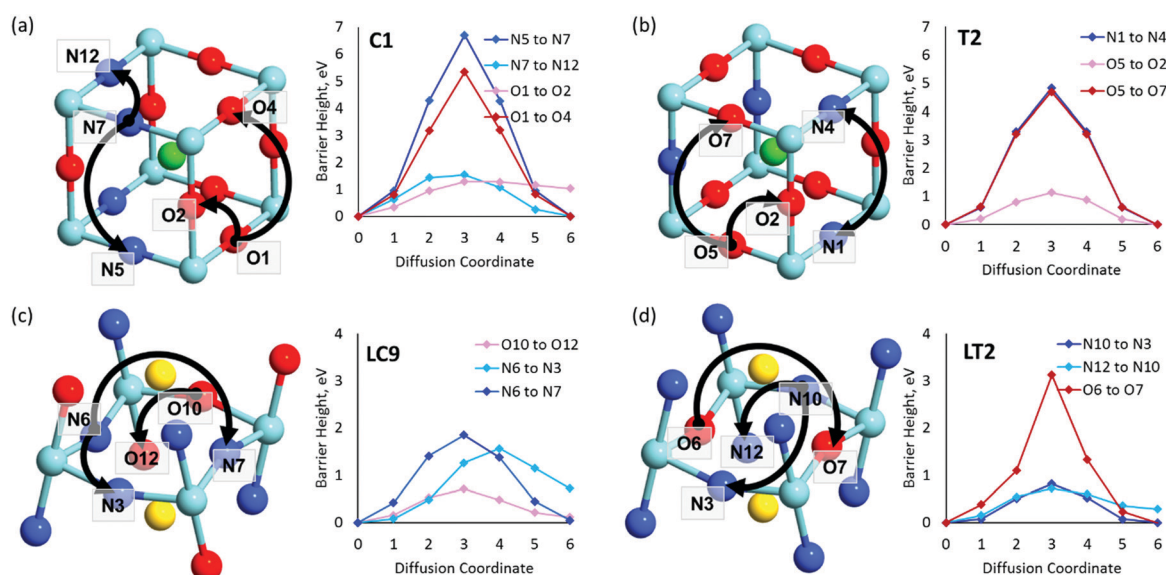 (a)
N12
N7
O4
O2
N5
O1
C1
Barrier Height, eV
7
6
5
4
3
2
1
0
N5 to N7
N7 to N12
O1 to O2
O1 to O4
0 1 2 3 4 5 6
Diffusion Coordinate
(b)
O7
N4
O2
O5
N1
T2
Barrier Height, eV
7
6
5
4
3
2
1
0
N1 to N4
O5 to O2
O5 to O7
0 1 2 3 4 5 6
Diffusion Coordinate
(c)
N6
O10
O12
N7
N3
LC9
Barrier Height, eV
4
3
2
1
0
O10 to O12
N6 to N3
N6 to N7
0 1 2 3 4 5 6
Diffusion Coordinate
(d)
N10
O6
N12
O7
N3
LT2
Barrier Height, eV
4
3
2
1
0
N10 to N3
N12 to N10
O6 to O7
0 1 2 3 4 5 6
Diffusion Coordinate